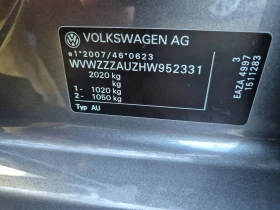 VOLKSWAGEN AG
e1*2007/46*0623
WVWZZZAUZHW952331
2020 kg
kg
1 - 1020 kg
2 - 1050 kg
Typ AU
3
EAZA 4997
1511283